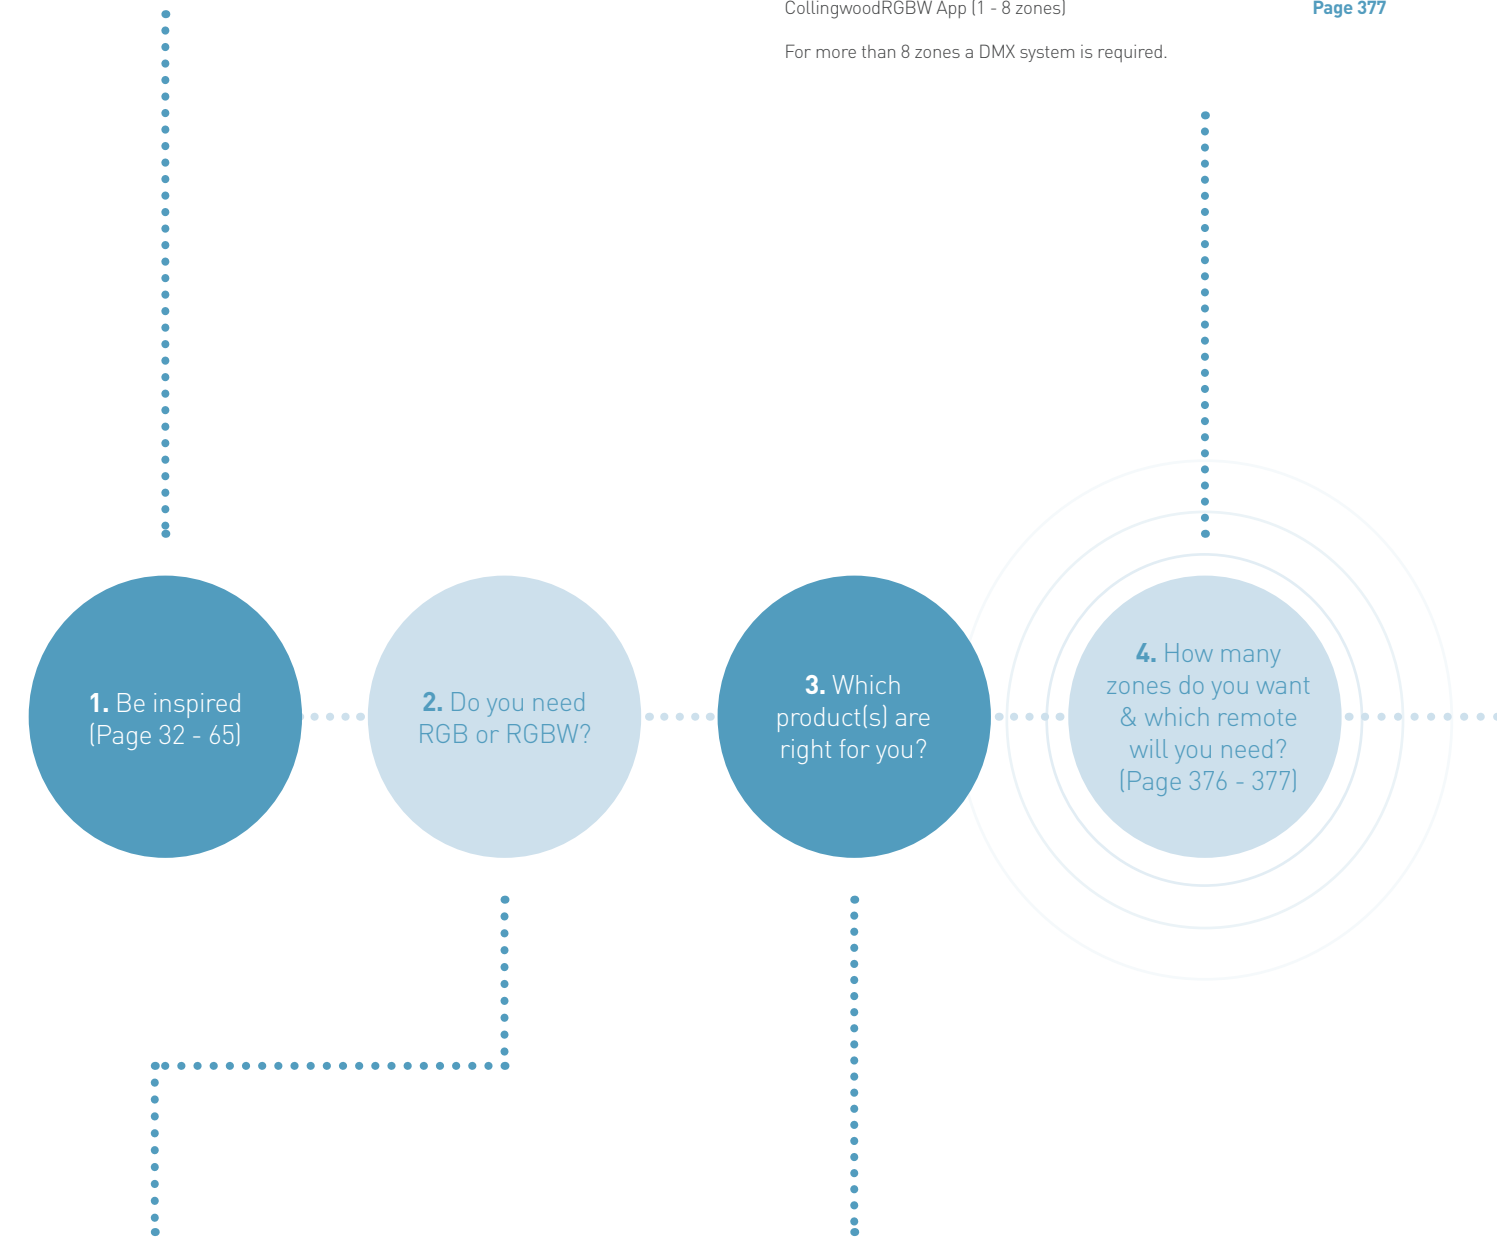 CollingwoodRGBW App (1 - 8 zones) Page 377
For more than 8 zones a DMX system is required.
1. Be inspired
(Page 32 - 65)
2. Do you need
RGB or RGBW?
3. Which
product(s) are
right for you?
4. How many
zones do you want
& which remote
will you need?
(Page 376 - 377)